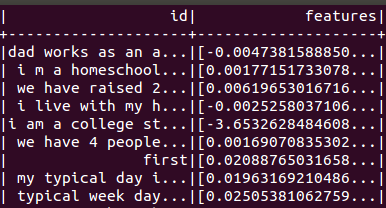 |                  id|            features|
+--------------------+--------------------+
|dad works as an a...|[-0.0047381588850...|
| i m a homeschool...|[0.00177151733078...|
| we have raised 2...|[0.00619653016716...|
| i live with my h...|[-0.0025258037106...|
|i am a college st...|[-3.6532628484608...|
| we have 4 people...|[0.00169070835302...|
|               first|[0.02088765031658...|
| my typical day i...|[0.01963169210486...|
| typical week day...|[0.02505381062759...|